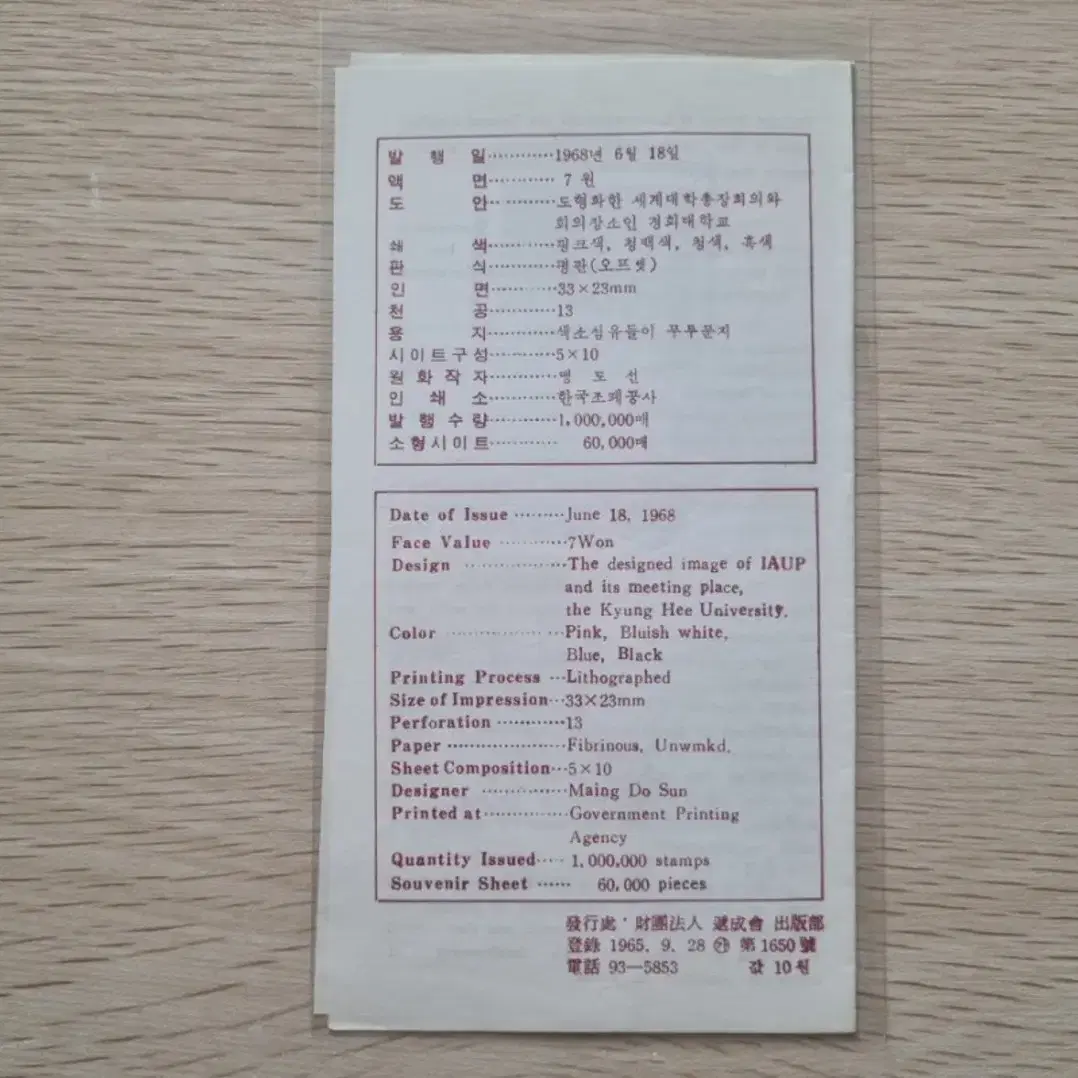 발 행 일············1968년 6월 18일
액 면············ 7 원
도 안············도형화한 세계대학총장회의와
회의장소인 경희대학교
쇄 색············핑크색, 청백색, 청색, 흑색
판 식············평판(오프셋)
인 면············33×23mm
천 공············13
용 지············색소섬유들이 무투문지
시이트구성············5×10
원 화 작 자············맹 도 선
인 쇄 소············한국조폐공사
발 행 수 량············1,000,000매
소형시이트············ 60,000매
Date of Issue ·········June 18, 1968
Face Value ············7Won
Design ··················The designed image of IAUP
and its meeting place,
the Kyung Hee University.
Color ·····················Pink, Bluish white,
Blue, Black
Printing Process ···Lithographed
Size of Impression···33×23mm
Perforation ············13
Paper ·····················Fibrinous, Unwmkd.
Sheet Composition···5×10
Designer ···············Maing Do Sun
Printed at···············Government Printing
Agency
Quantity Issued····· 1,000,000 stamps
Souvenir Sheet ······ 60,000 pieces
發行處·財團法人 遞成會 出版部
登錄 1965. 9. 28 第1650號
電話 93—5853 값 10원